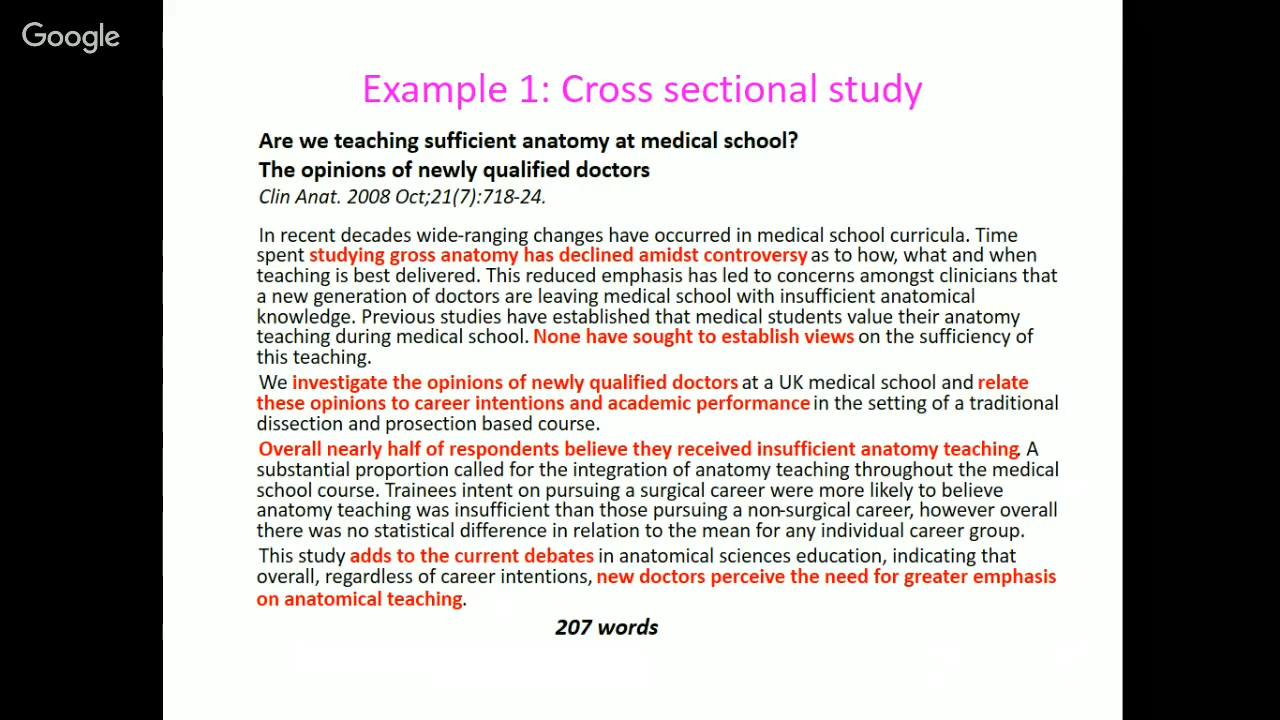 Google
Example 1: Cross sectional study
Are we teaching sufficient anatomy at medical school?
The opinions of newly qualified doctors
Clin Anat. 2008 Oct;21(7):718-24.
In recent decades wide-ranging changes have occurred in medical school curricula. Time
spent studying gross anatomy has declined amidst controversy as to how, what and when
teaching is best delivered. This reduced emphasis has led to concerns amongst clinicians that
a new generation of doctors are leaving medical school with insufficient anatomical
knowledge. Previous studies have established that medical students value their anatomy
teaching during medical school. None have sought to establish views on the sufficiency of
this teaching.
We investigate the opinions of newly qualified doctors at a UK medical school and relate
these opinions to career intentions and academic performance in the setting of a traditional
dissection and prosection based course.
Overall nearly half of respondents believe they received insufficient anatomy teaching. A
substantial proportion called for the integration of anatomy teaching throughout the medical
school course. Trainees intent on pursuing a surgical career were more likely to believe
anatomy teaching was insufficient than those pursuing a non-surgical career, however overall
there was no statistical difference in relation to the mean for any individual career group.
This study adds to the current debates in anatomical sciences education, indicating that
overall, regardless of career intentions, new doctors perceive the need for greater emphasis
on anatomical teaching.
207 words